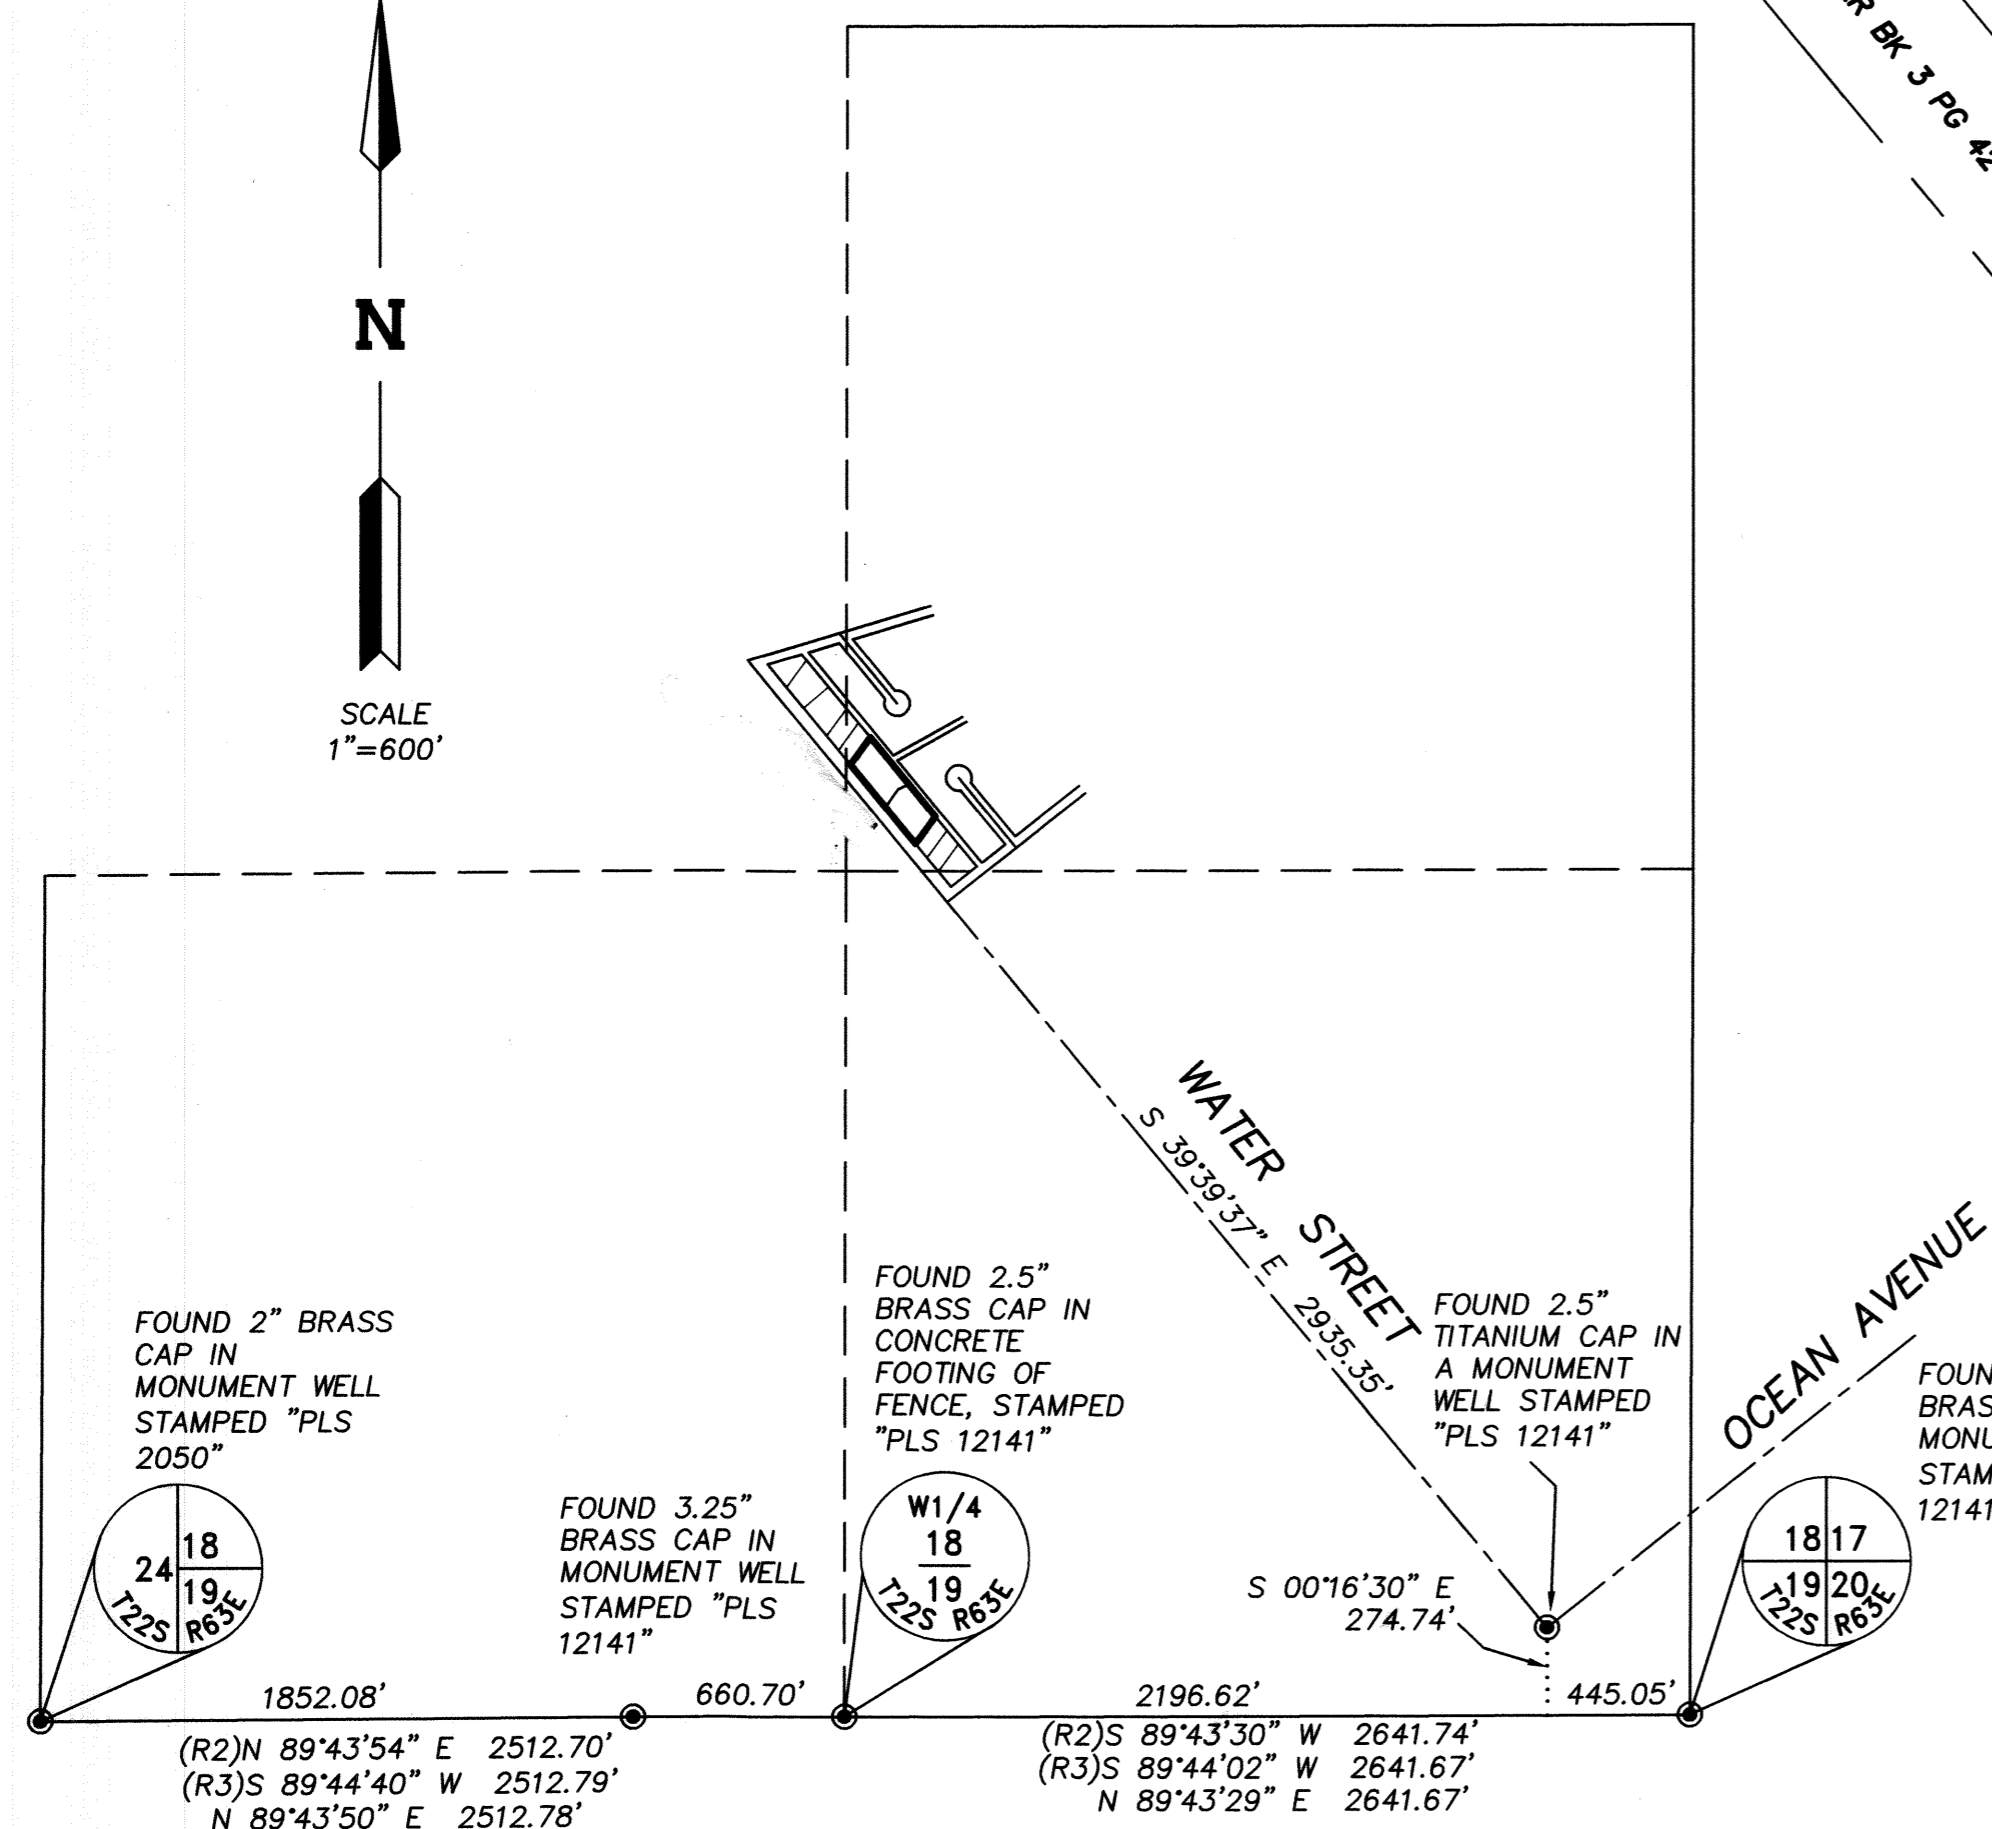 R BK 3 PG 42
N
SCALE
1"=600'
WATER STREET
S 39°39'37" E 2935.35'
OCEAN AVENUE
FOUND 2" BRASS
CAP IN
MONUMENT WELL
STAMPED "PLS
2050"
FOUND 3.25"
BRASS CAP IN
MONUMENT WELL
STAMPED "PLS
12141"
FOUND 2.5"
BRASS CAP IN
CONCRETE
FOOTING OF
FENCE, STAMPED
"PLS 12141"
FOUND 2.5"
TITANIUM CAP IN
A MONUMENT
WELL STAMPED
"PLS 12141"
FOUN
BRAS
MONU
STAM
12141
18
24
19
T22S R63E
W1/4
18
19
T22S R63E
S 00°16'30" E
274.74'
18 17
19 20
T22S R63E
1852.08'
660.70'
2196.62'
445.05'
(R2)N 89°43'54" E 2512.70'
(R3)S 89°44'40" W 2512.79'
N 89°43'50" E 2512.78'
(R2)S 89°43'30" W 2641.74'
(R3)S 89°44'02" W 2641.67'
N 89°43'29" E 2641.67'